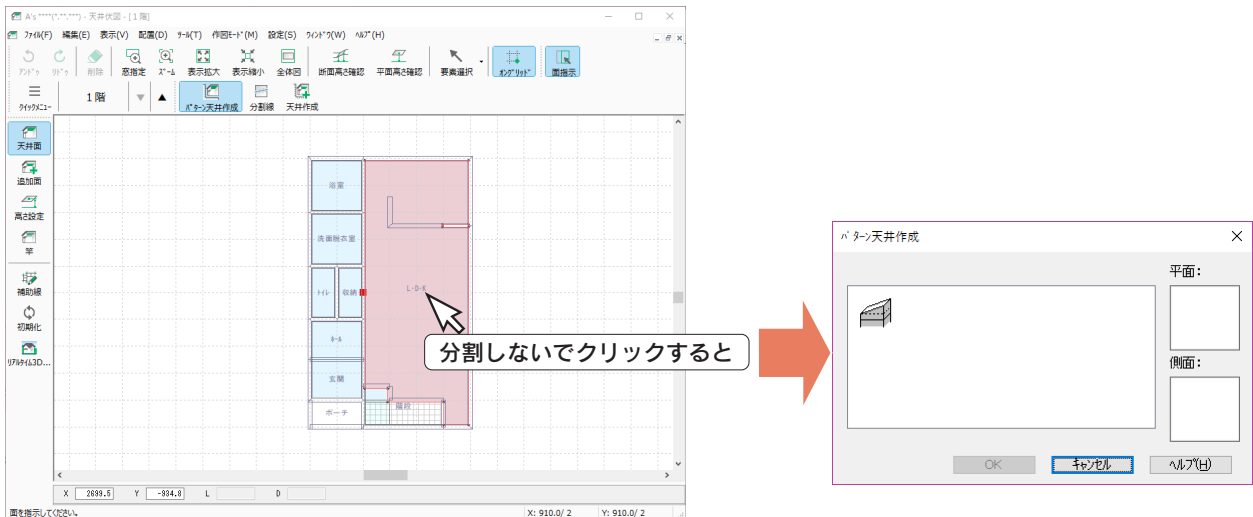 A's ****(*.**.***) - 天井伏図 - [1 階]
ﾌｧｲﾙ(F) 編集(E) 表示(V) 配置(D) ﾂｰﾙ(T) 作図ﾓｰﾄﾞ(M) 設定(S) ｳｨﾝﾄﾞｳ(W) ﾍﾙﾌﾟ(H)
ｱﾝﾄﾞｩ ﾘﾄﾞｩ 削除 窓指定 ｽﾞｰﾑ 表示拡大 表示縮小 全体図 断面高さ確認 平面高さ確認 要素選択 ｵﾝｸﾞﾘｯﾄﾞ 面指示
ｸｲｯｸﾒﾆｭｰ 1 階 ▼ ▲ ﾊﾟﾀｰﾝ天井作成 分割線 天井作成
天井面
追加面
高さ設定
竿
補助線
初期化
ﾘｱﾙﾀｲﾑ3D...
浴室
洗面脱衣室
ﾄｲﾚ 収納
L･D･K
ﾎｰﾙ
玄関
ポーチ
階段
分割しないでクリックすると
X 2699.5 Y -934.8 L D
面を指示してください。 X: 910.0/ 2 Y: 910.0/ 2
ﾊﾟﾀｰﾝ天井作成
平面：
側面：
OK ｷｬﾝｾﾙ ﾍﾙﾌﾟ(H)